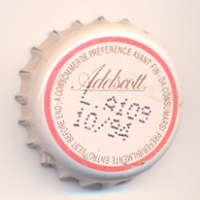 A CONSOMMER DE PREFERENCE AVANT FIN • DA CONSUMARSI PREFERIBILMENTE ENTRO • BEST BEFORE END •
Adelscott